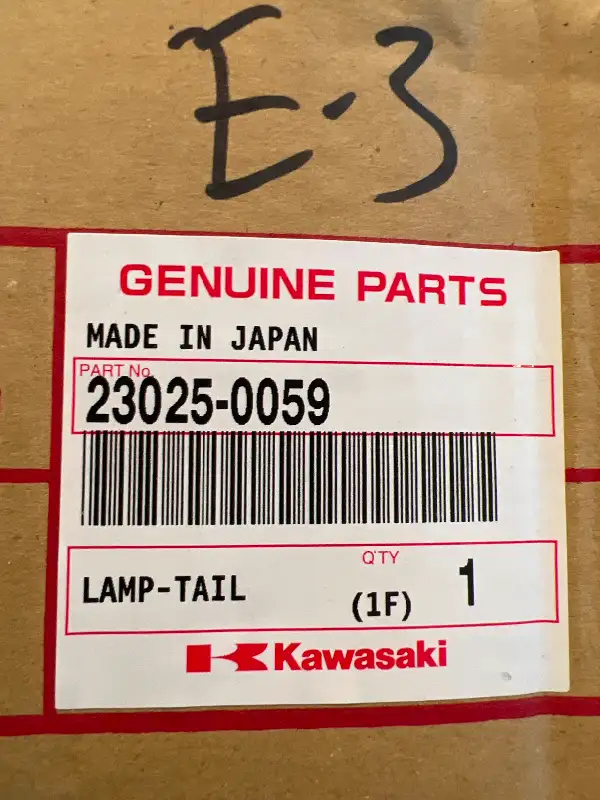 E-3
GENUINE PARTS
MADE IN JAPAN
PART No.
23025-0059
Q'TY
LAMP-TAIL (1F) 1
Kawasaki